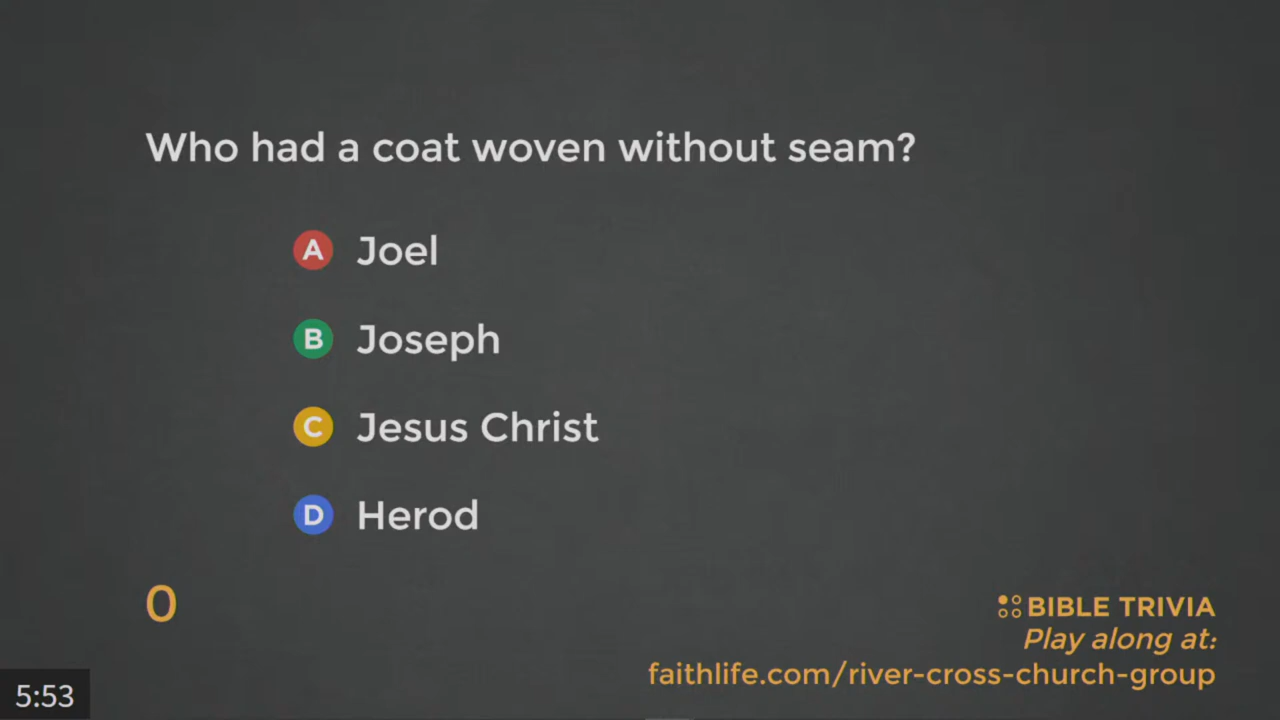 Who had a coat woven without seam?
A Joel
B Joseph
C Jesus Christ
D Herod
0
BIBLE TRIVIA
Play along at:
faithlife.com/river-cross-church-group
5:53